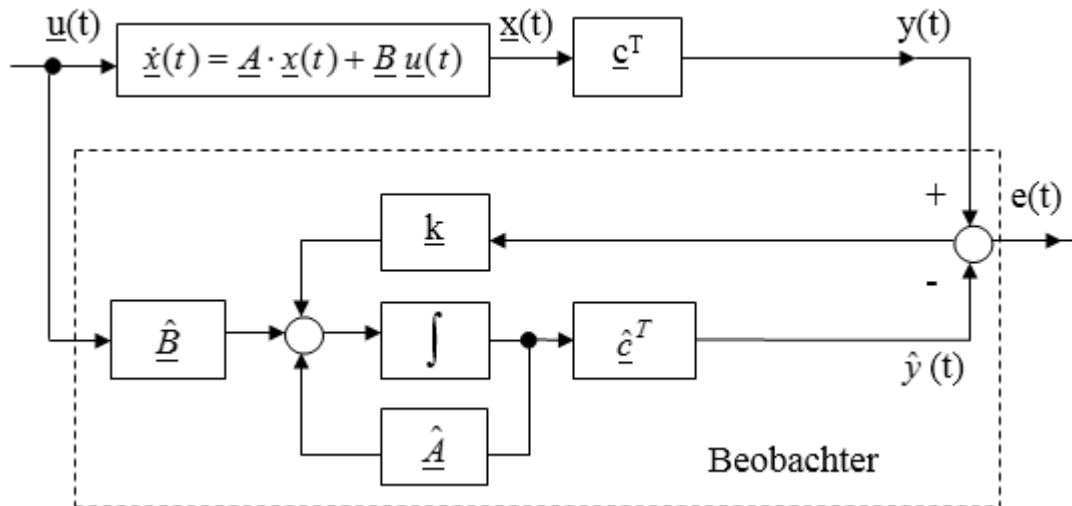 u(t)
x(t)
y(t)
ẋ(t) = A · x(t) + B u(t)
c^T
+
e(t)
k
-
B̂
∫
ĉ^T
ŷ (t)
Â
Beobachter